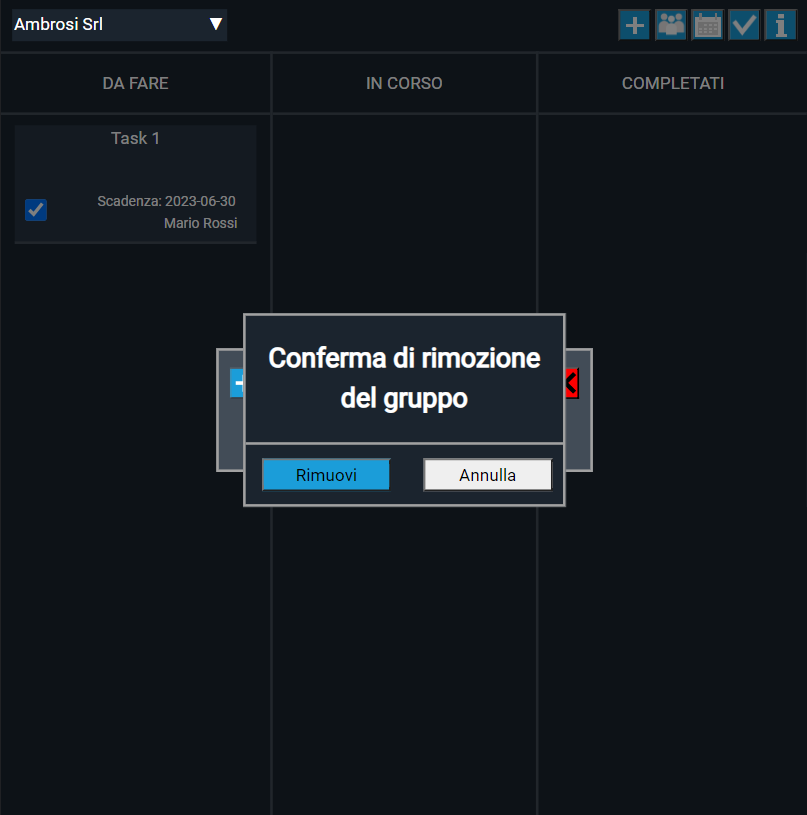 Ambrosi Srl
DA FARE
IN CORSO
COMPLETATI
Task 1
Scadenza: 2023-06-30
Mario Rossi
Conferma di rimozione
del gruppo
Rimuovi
Annulla